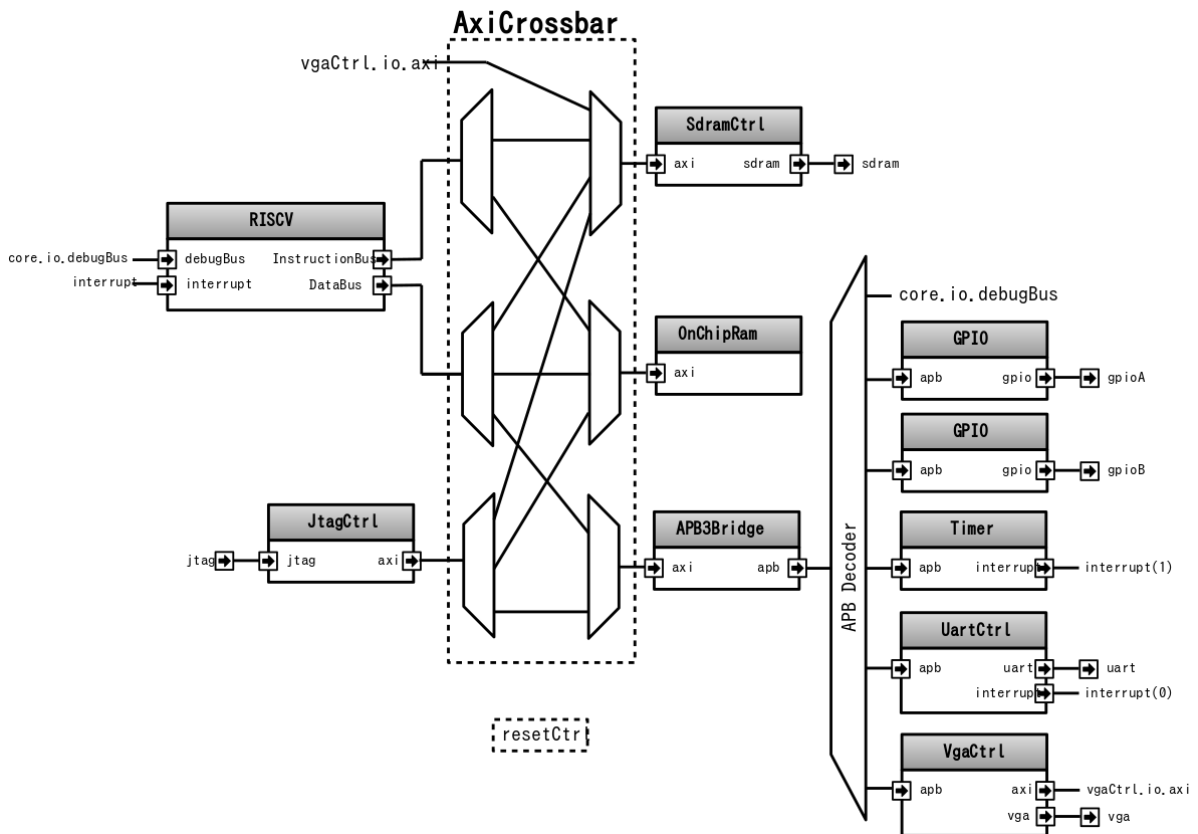 AxiCrossbar
vgaCtrl.io.axi
SdramCtrl
axi sdram sdram
RISCV
core.io.debugBus debugBus InstructionBus
interrupt interrupt DataBus
core.io.debugBus
OnChipRam
axi
GPIO
apb gpio gpioA
GPIO
apb gpio gpioB
JtagCtrl
jtag jtag axi
APB3Bridge
axi apb
APB Decoder
Timer
apb interrupt interrupt(1)
UartCtrl
apb uart uart
interrupt interrupt(0)
resetCtrl
VgaCtrl
apb axi vgaCtrl.io.axi
vga vga